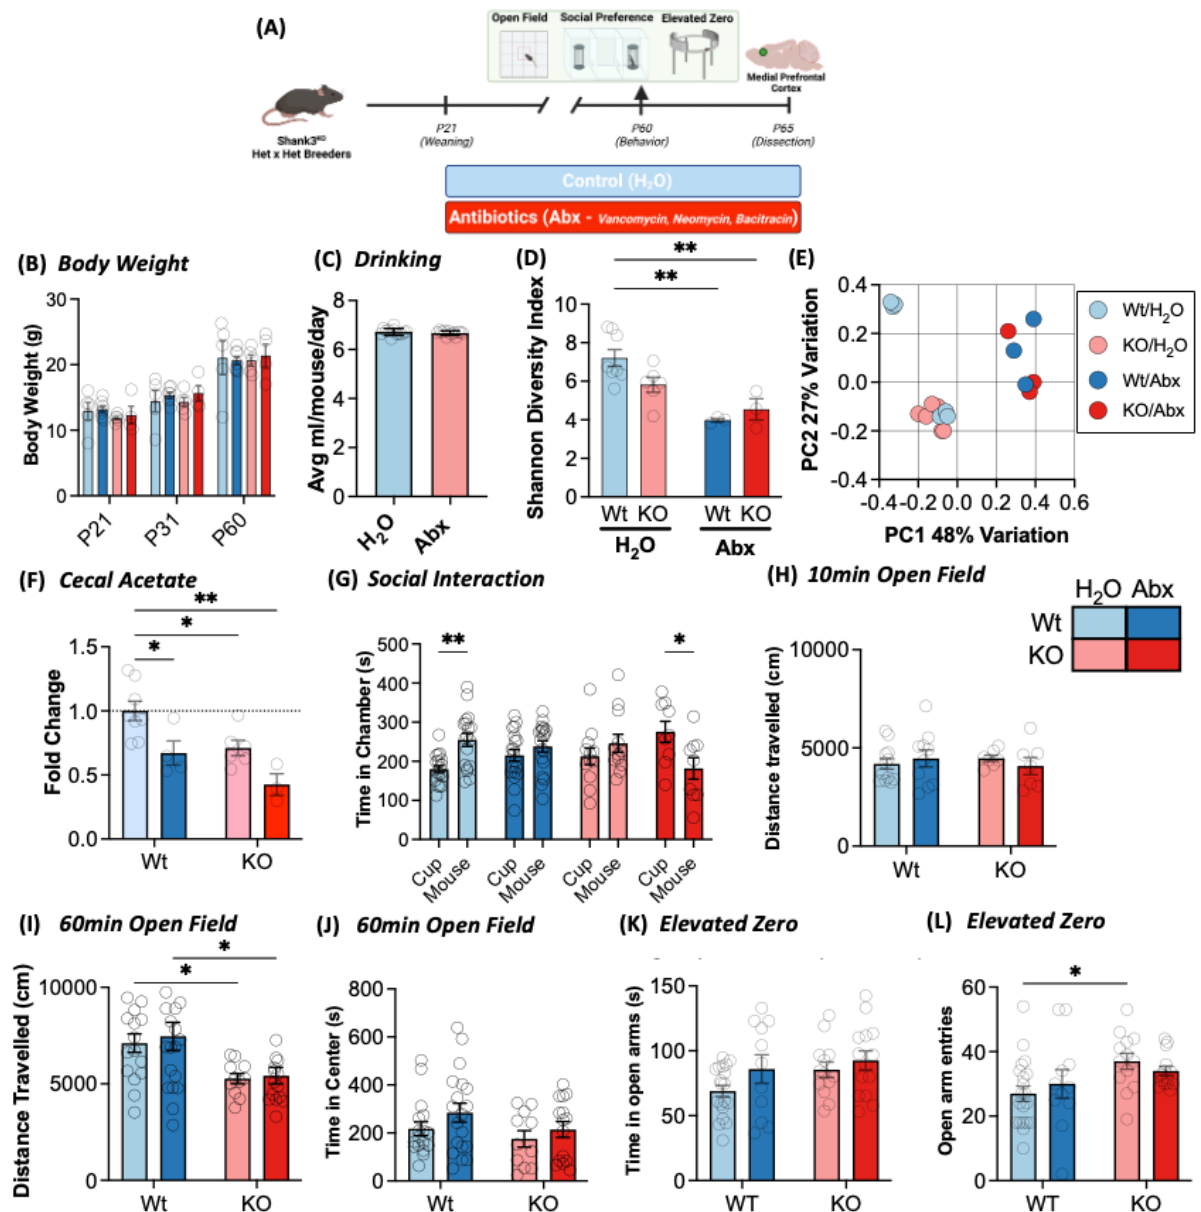 (A)
Open Field Social Preference Elevated Zero
Medial Prefrontal
Cortex
Shank3KO
Het x Het Breeders
P21
(Weaning)
P60
(Behavior)
P65
(Dissection)
Control (H2O)
Antibiotics (Abx - Vancomycin, Neomycin, Bacitracin)
(B) Body Weight
Body Weight (g)
30
20
10
0
P21
P31
P60
(C) Drinking
Avg ml/mouse/day
8
6
4
2
0
H2O
Abx
(D)
**
**
Shannon Diversity Index
10
8
6
4
2
0
Wt KO Wt KO
H2O Abx
(E)
PC2 27% Variation
0.4
0.2
0.0
-0.2
-0.4
-0.4 -0.2 0.0 0.2 0.4 0.6
PC1 48% Variation
Wt/H2O
KO/H2O
Wt/Abx
KO/Abx
(F) Cecal Acetate
**
*
*
Fold Change
1.5
1.0
0.5
0.0
Wt KO
(G) Social Interaction
** *
Time in Chamber (s)
500
400
300
200
100
0
Cup Mouse Cup Mouse Cup Mouse Cup Mouse
(H) 10min Open Field
Distance travelled (cm)
10000
5000
0
Wt KO
H2O Abx
Wt
KO
(I) 60min Open Field
*
*
Distance Travelled (cm)
10000
5000
0
Wt KO
(J) 60min Open Field
Time in Center (s)
800
600
400
200
0
Wt KO
(K) Elevated Zero
Time in open arms (s)
150
100
50
0
WT KO
(L) Elevated Zero
*
Open arm entries
60
40
20
0
WT KO